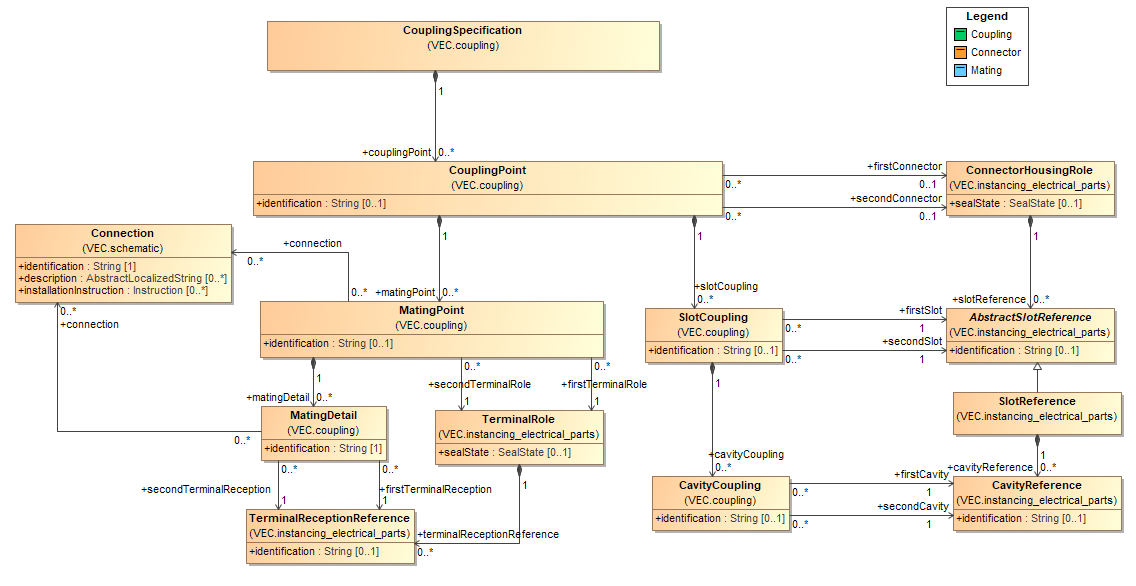 CouplingSpecification
(VEC.coupling)
Legend
Coupling
Connector
Mating
1
+couplingPoint 0..*
CouplingPoint
(VEC.coupling)
+identification : String [0..1]
+firstConnector
0..*
0..1
+secondConnector
0..*
0..1
ConnectorHousingRole
(VEC.instancing_electrical_parts)
+sealState : SealState [0..1]
Connection
(VEC.schematic)
+identification : String [1]
+description : AbstractLocalizedString [0..*]
+installationInstruction : Instruction [0..*]
+connection
0..*
0..*
1
+matingPoint 0..*
1
+slotCoupling
0..*
1
+slotReference 0..*
0..*
+connection
MatingPoint
(VEC.coupling)
+identification : String [0..1]
SlotCoupling
(VEC.coupling)
+identification : String [0..1]
+firstSlot
0..*
1
+secondSlot
0..*
1
AbstractSlotReference
(VEC.instancing_electrical_parts)
+identification : String [0..1]
1
+matingDetail 0..*
0..*
+secondTerminalRole
1
0..*
+firstTerminalRole
1
1
SlotReference
(VEC.instancing_electrical_parts)
MatingDetail
(VEC.coupling)
+identification : String [1]
0..*
TerminalRole
(VEC.instancing_electrical_parts)
+sealState : SealState [0..1]
+cavityCoupling
0..*
1
+cavityReference 0..*
0..*
+secondTerminalReception
1
0..*
+firstTerminalReception
1
1
CavityCoupling
(VEC.coupling)
+identification : String [0..1]
+firstCavity
0..*
1
+secondCavity
0..*
1
CavityReference
(VEC.instancing_electrical_parts)
+identification : String [0..1]
TerminalReceptionReference
(VEC.instancing_electrical_parts)
+identification : String [0..1]
+terminalReceptionReference
0..*